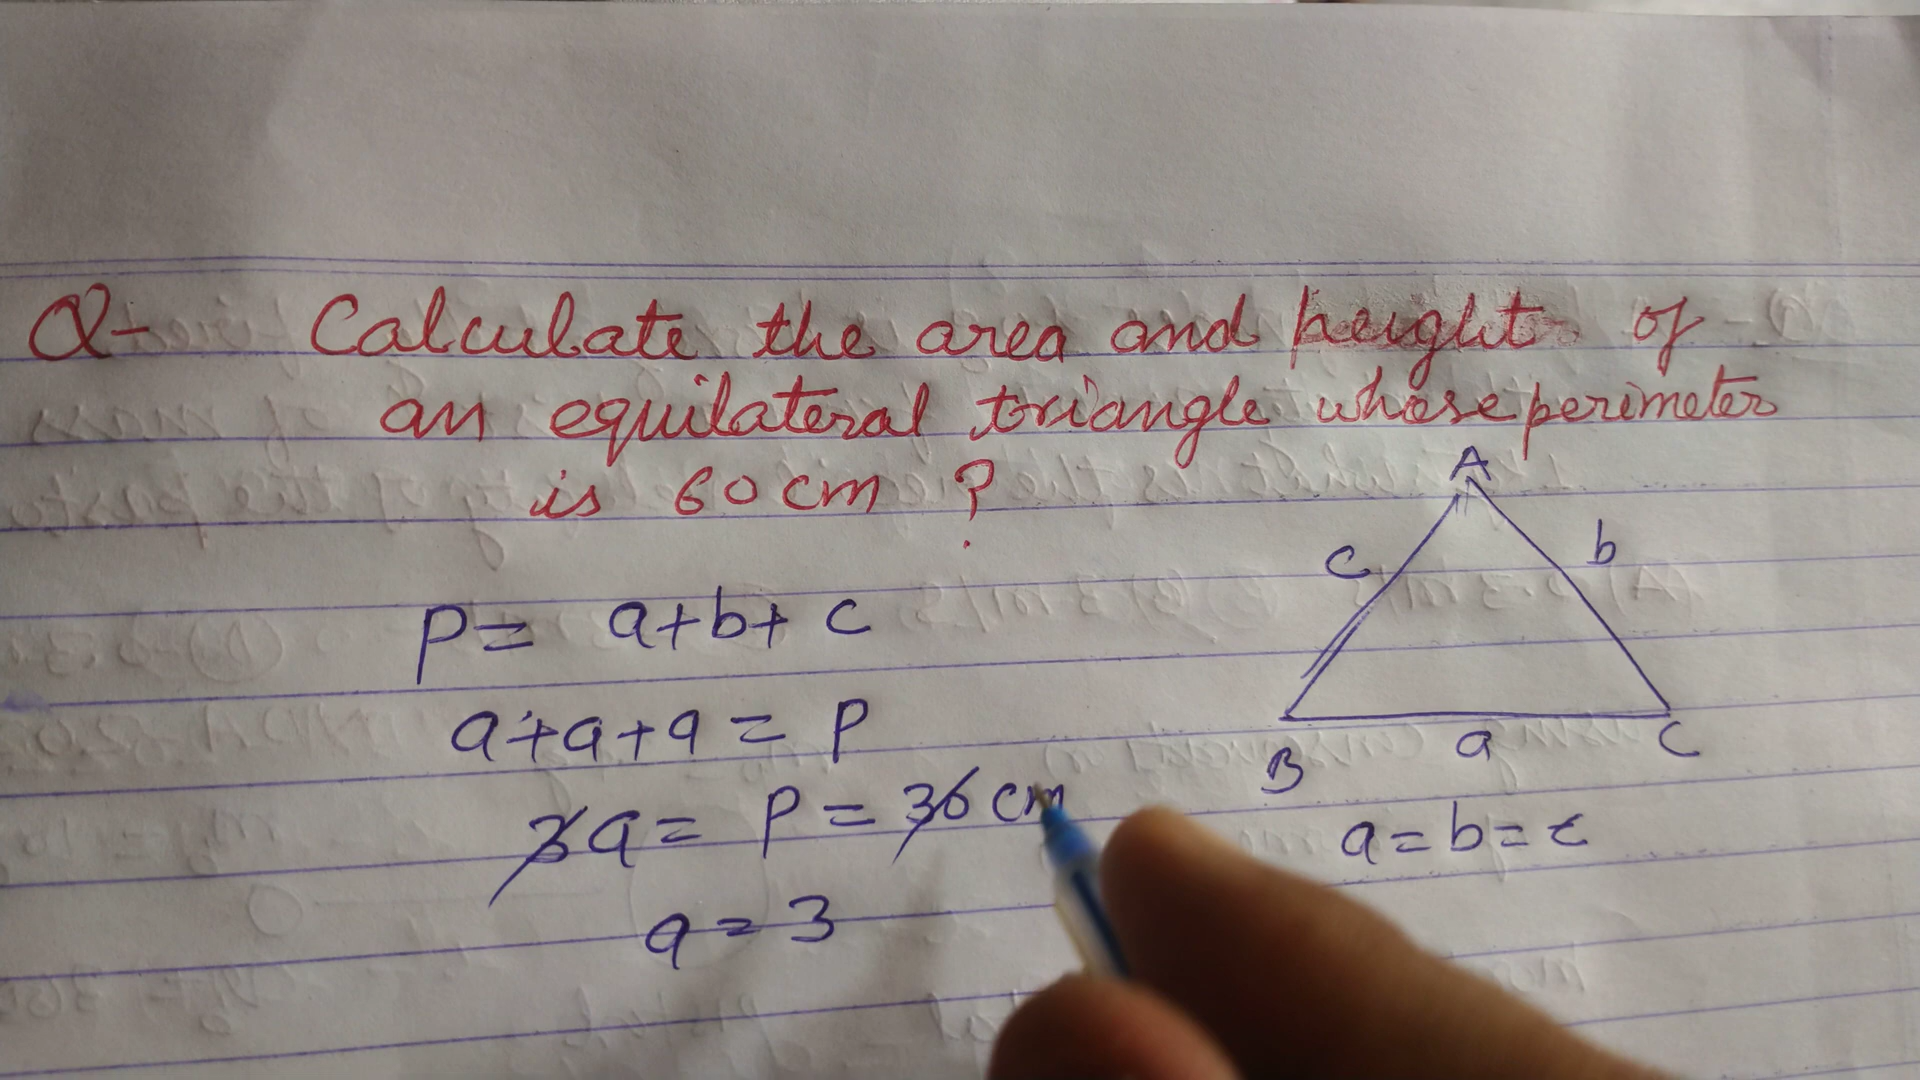 Q- Calculate the area and height of
an equilateral triangle whose perimeter
is 60 cm ?
A
c
b
P = a+b+c
a+a+a = P
B
a
C
3a = P = 36 cm
a=b=c
a = 3